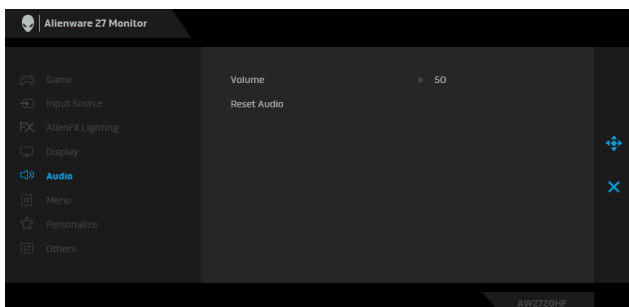 Alienware 27 Monitor
Game
Input Source
AlienFX Lighting
Display
Audio
Menu
Personalize
Others
Volume 50
Reset Audio
AW2720HF